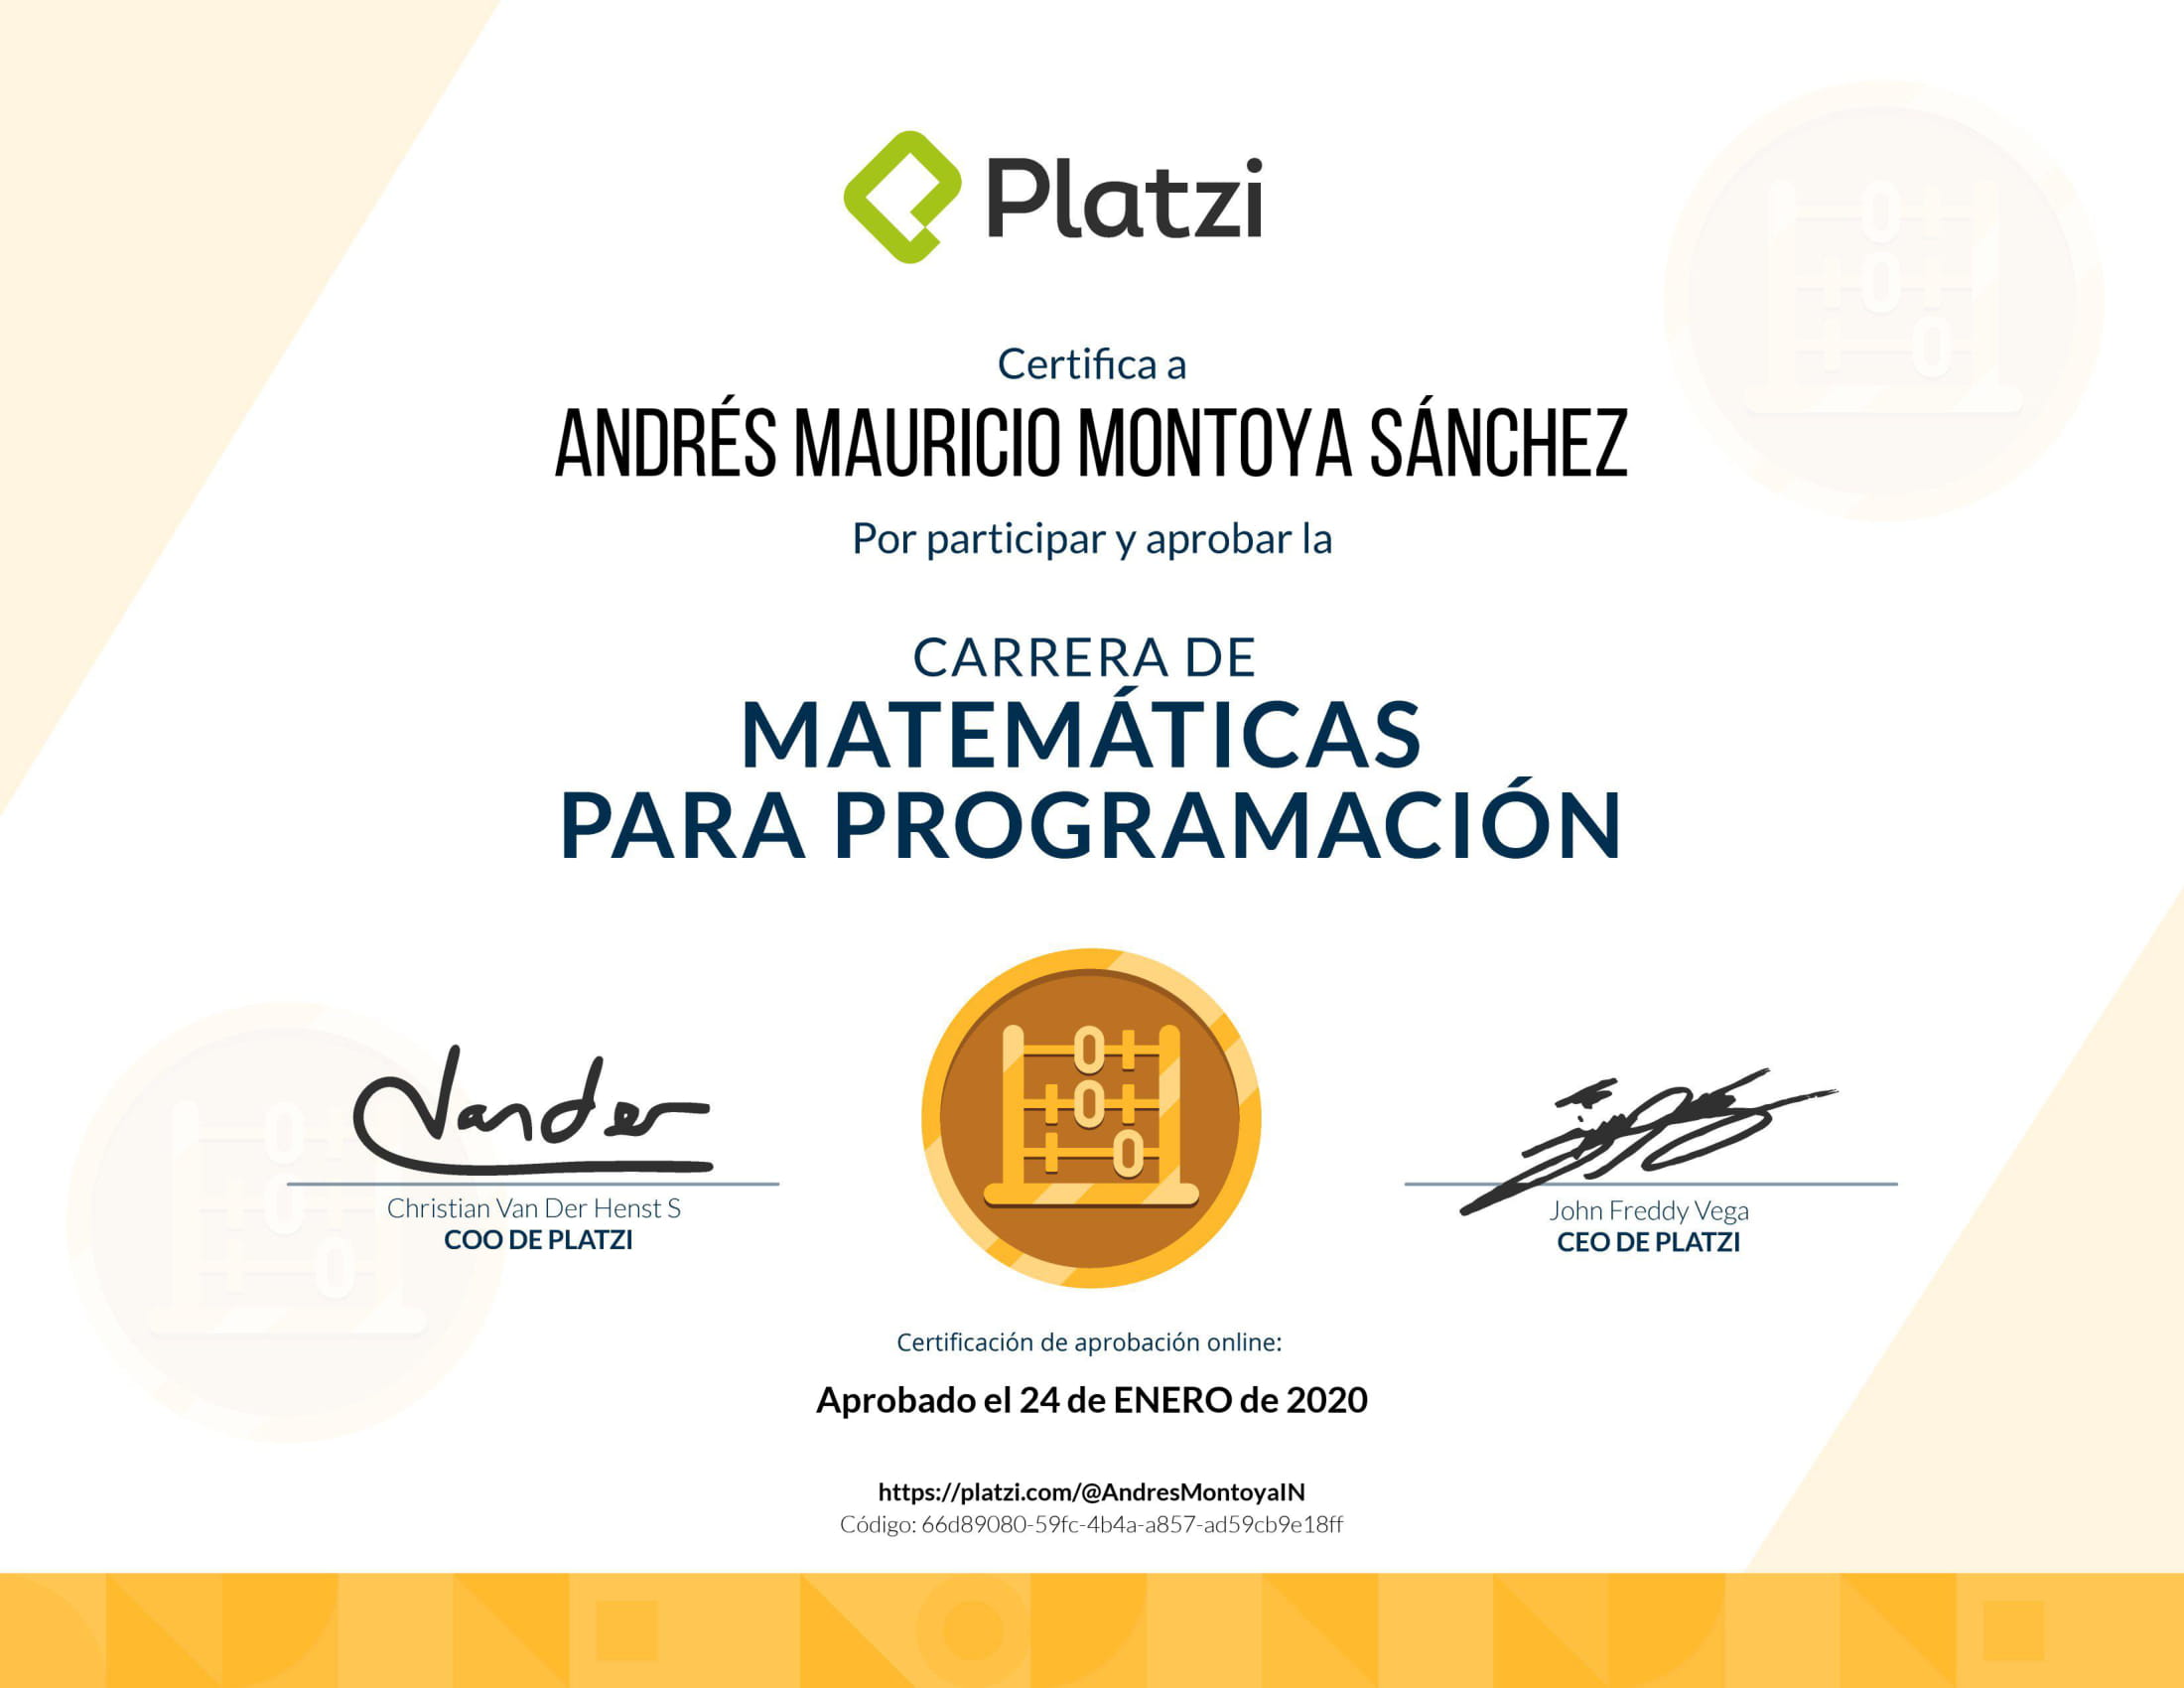 Platzi
Certifica a
ANDRÉS MAURICIO MONTOYA SÁNCHEZ
Por participar y aprobar la
CARRERA DE
MATEMÁTICAS
PARA PROGRAMACIÓN
Vander
Christian Van Der Henst S
COO DE PLATZI
John Freddy Vega
CEO DE PLATZI
Certificación de aprobación online:
Aprobado el 24 de ENERO de 2020
https://platzi.com/@AndresMontoyaIN
Código: 66d89080-59fc-4b4a-a857-ad59cb9e18ff